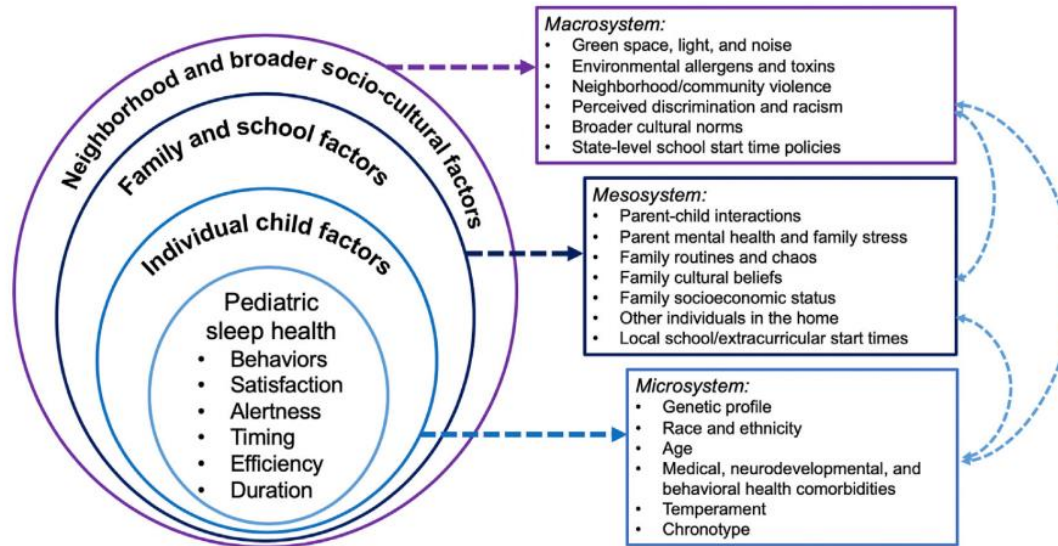 Neighborhood and broader socio-cultural factors
Family and school factors
Individual child factors
Pediatric
sleep health
• Behaviors
• Satisfaction
• Alertness
• Timing
• Efficiency
• Duration
Macrosystem:
• Green space, light, and noise
• Environmental allergens and toxins
• Neighborhood/community violence
• Perceived discrimination and racism
• Broader cultural norms
• State-level school start time policies
Mesosystem:
• Parent-child interactions
• Parent mental health and family stress
• Family routines and chaos
• Family cultural beliefs
• Family socioeconomic status
• Other individuals in the home
• Local school/extracurricular start times
Microsystem:
• Genetic profile
• Race and ethnicity
• Age
• Medical, neurodevelopmental, and
behavioral health comorbidities
• Temperament
• Chronotype